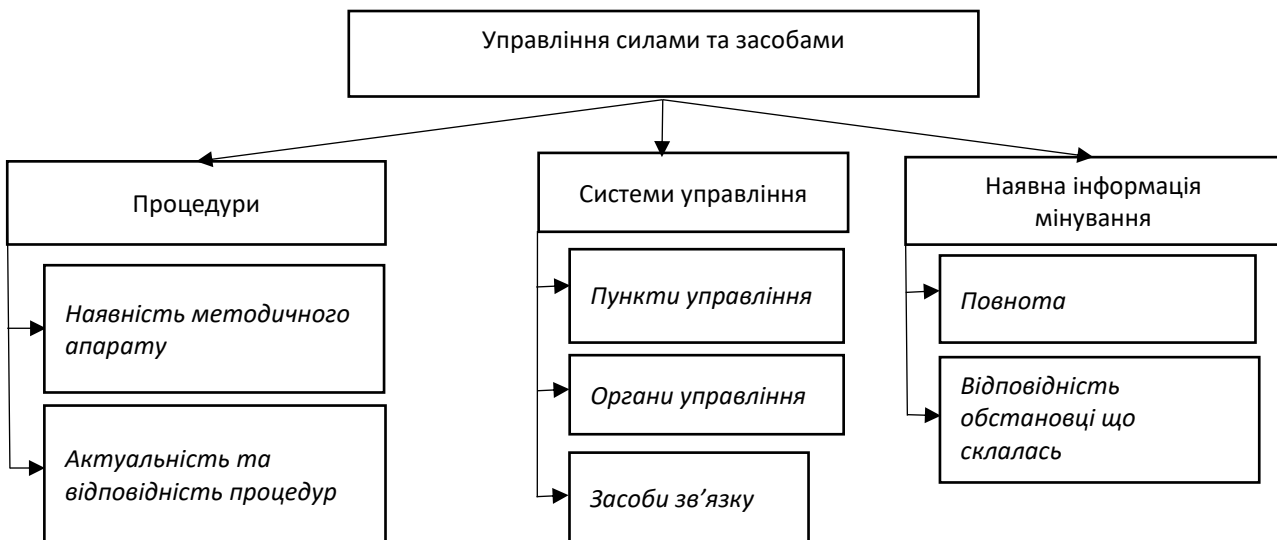 Управління силами та засобами
Процедури
Системи управління
Наявна інформація
мінування
Наявність методичного
апарату
Актуальність та
відповідність процедур
Пункти управління
Органи управління
Засоби зв’язку
Повнота
Відповідність
обстановці що
склалась